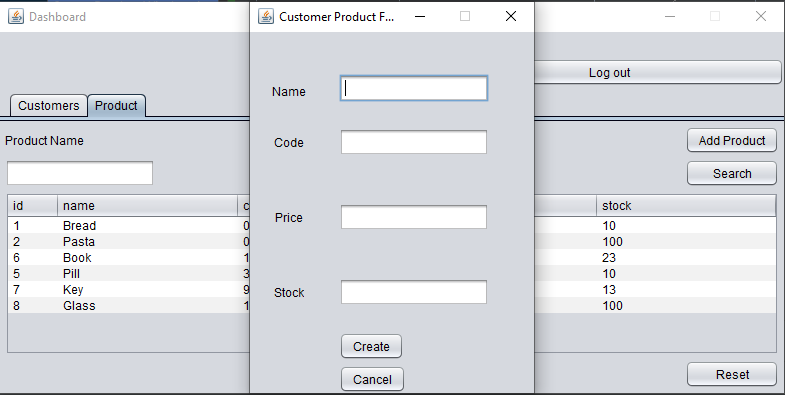 Dashboard
Customer Product F...
Log out
Customers
Product
Product Name
Add Product
Search
id name c stock
1 Bread 0 10
2 Pasta 0 100
6 Book 1 23
5 Pill 3 10
7 Key 9 13
8 Glass 1 100
Reset
Name
Code
Price
Stock
Create
Cancel